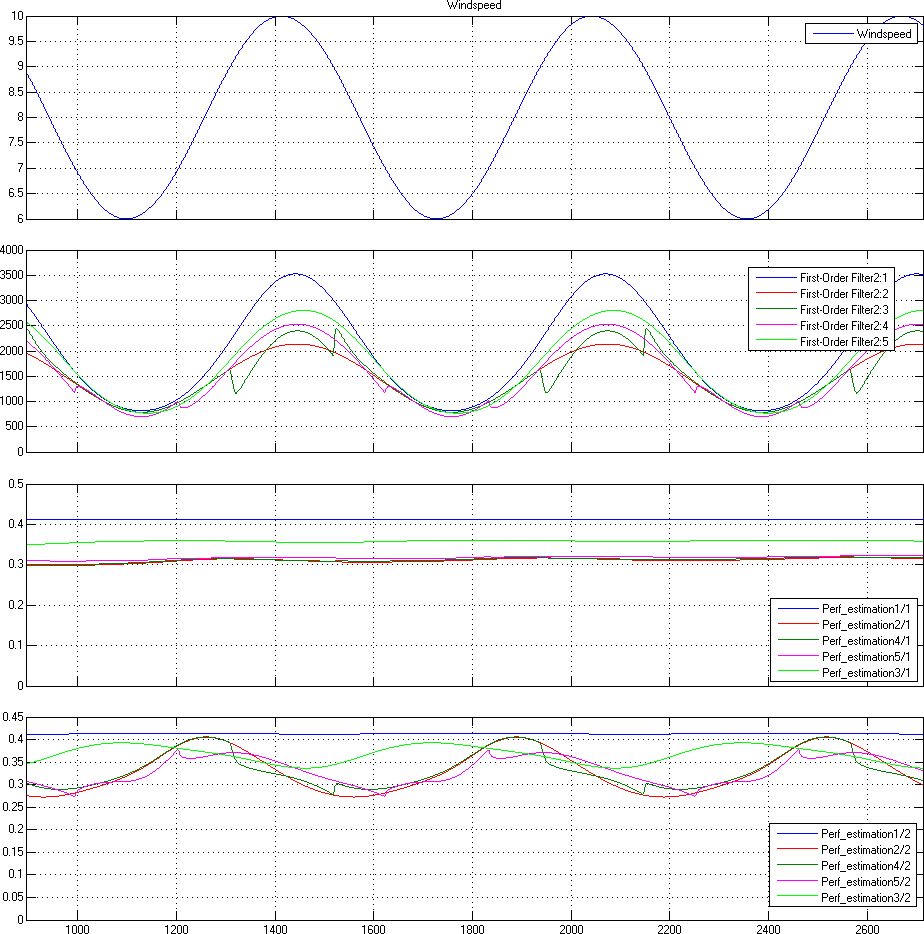 Windspeed
10
9.5
9
8.5
8
7.5
7
6.5
6
Windspeed
4000
3500
3000
2500
2000
1500
1000
500
0
First-Order Filter2:1
First-Order Filter2:2
First-Order Filter2:3
First-Order Filter2:4
First-Order Filter2:5
0.5
0.4
0.3
0.2
0.1
0
Perf_estimation1/1
Perf_estimation2/1
Perf_estimation4/1
Perf_estimation5/1
Perf_estimation3/1
0.45
0.4
0.35
0.3
0.25
0.2
0.15
0.1
0.05
0
Perf_estimation1/2
Perf_estimation2/2
Perf_estimation4/2
Perf_estimation5/2
Perf_estimation3/2
1000 1200 1400 1600 1800 2000 2200 2400 2600